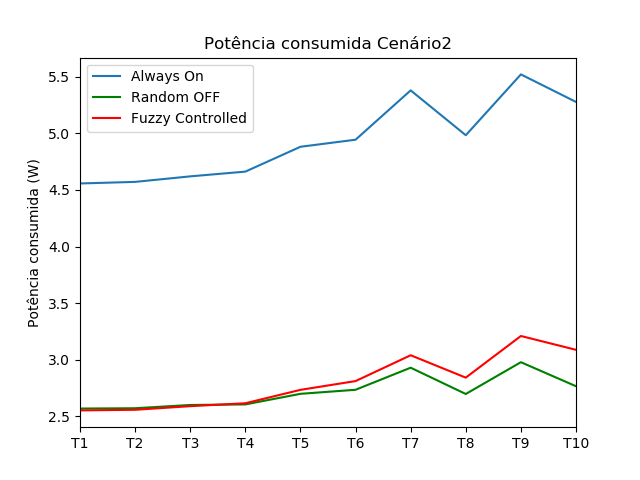 Potência consumida Cenário2
Always On
Random OFF
Fuzzy Controlled
Potência consumida (W)
5.5
5.0
4.5
4.0
3.5
3.0
2.5
T1 T2 T3 T4 T5 T6 T7 T8 T9 T10